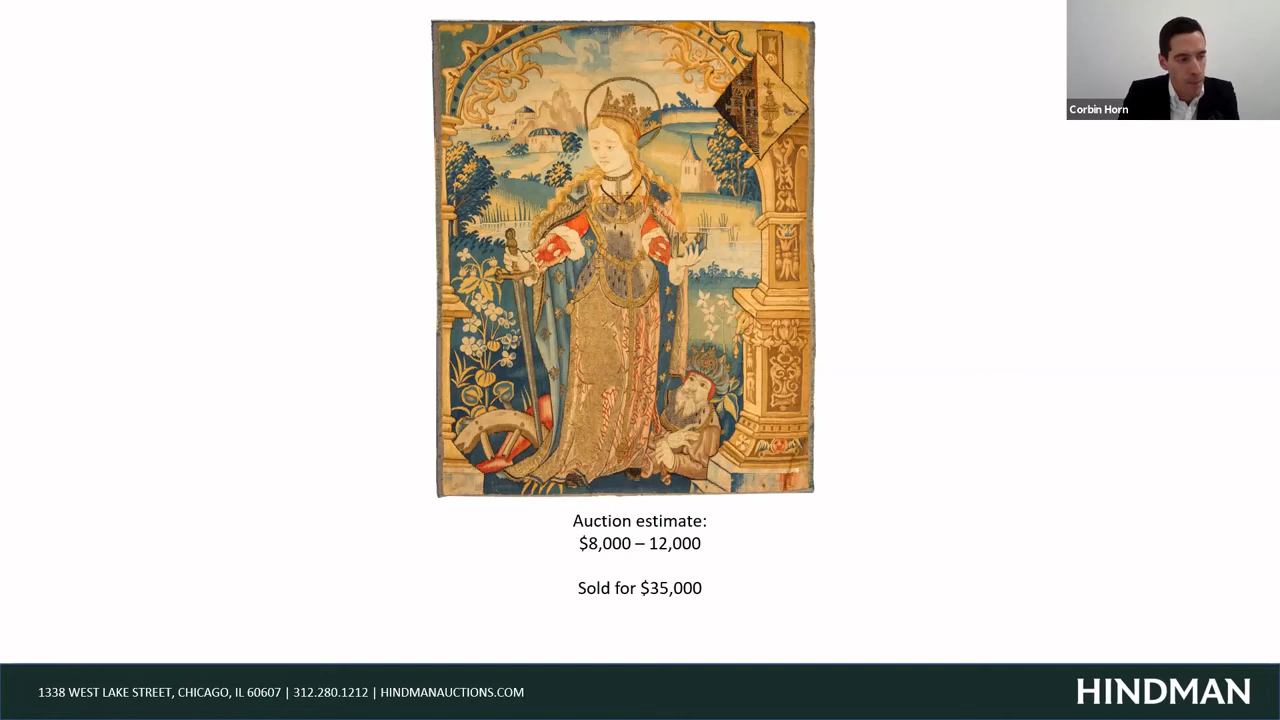 Corbin Horn
Auction estimate:
$8,000 – 12,000
Sold for $35,000
1338 WEST LAKE STREET, CHICAGO, IL 60607 | 312.280.1212 | HINDMANAUCTIONS.COM
HINDMAN